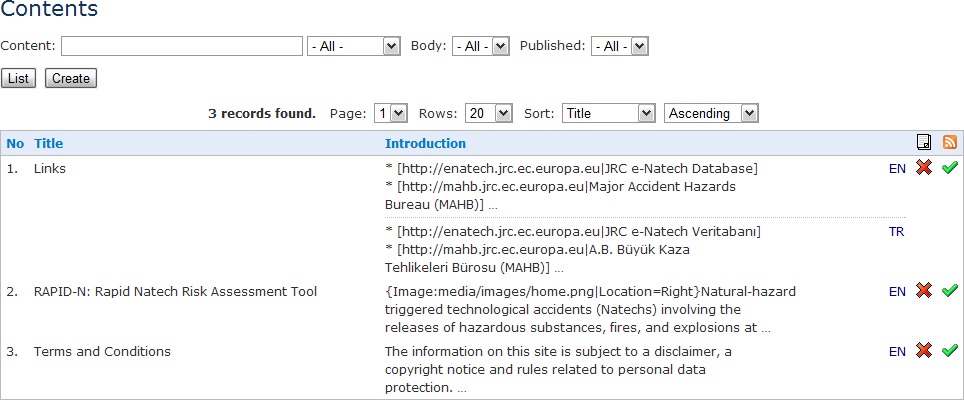 Contents
Content: - All - Body: - All - Published: - All -
List Create
3 records found. Page: 1 Rows: 20 Sort: Title Ascending
No Title Introduction
1. Links * [http://enatech.jrc.ec.europa.eu|JRC e-Natech Database] EN
* [http://mahb.jrc.ec.europa.eu|Major Accident Hazards
Bureau (MAHB)] ...
* [http://enatech.jrc.ec.europa.eu|JRC e-Natech Veritabanı] TR
* [http://mahb.jrc.ec.europa.eu|A.B. Büyük Kaza
Tehlikeleri Bürosu (MAHB)] ...
2. RAPID-N: Rapid Natech Risk Assessment Tool {Image:media/images/home.png|Location=Right}Natural-hazard EN
triggered technological accidents (Natechs) involving the
releases of hazardous substances, fires, and explosions at ...
3. Terms and Conditions The information on this site is subject to a disclaimer, a EN
copyright notice and rules related to personal data
protection. ...